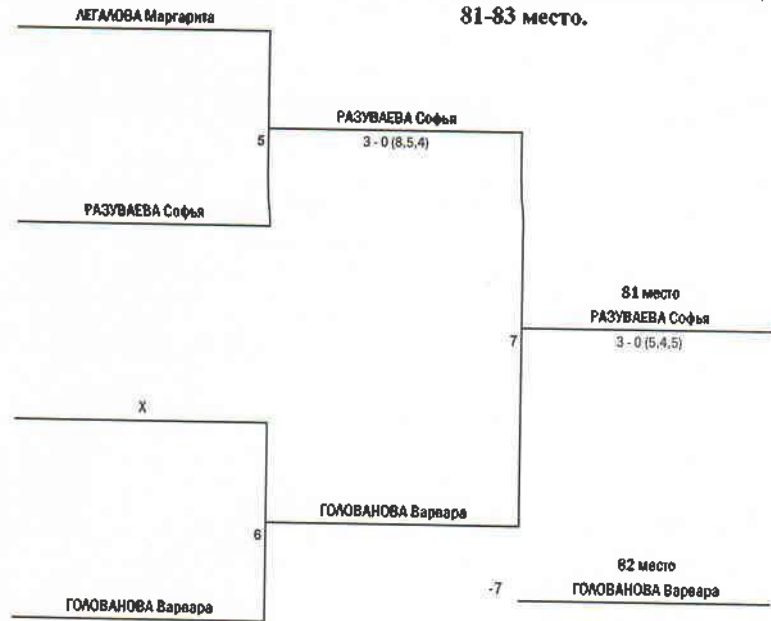 81-83 место.
ЛЕГАЛОВА Маргарита
РАЗУВАЕВА Софья
5
3 - 0 (8,5,4)
РАЗУВАЕВА Софья
81 место
РАЗУВАЕВА Софья
7
3 - 0 (5,4,5)
X
ГОЛОВАНОВА Варвара
6
82 место
-7
ГОЛОВАНОВА Варвара
ГОЛОВАНОВА Варвара